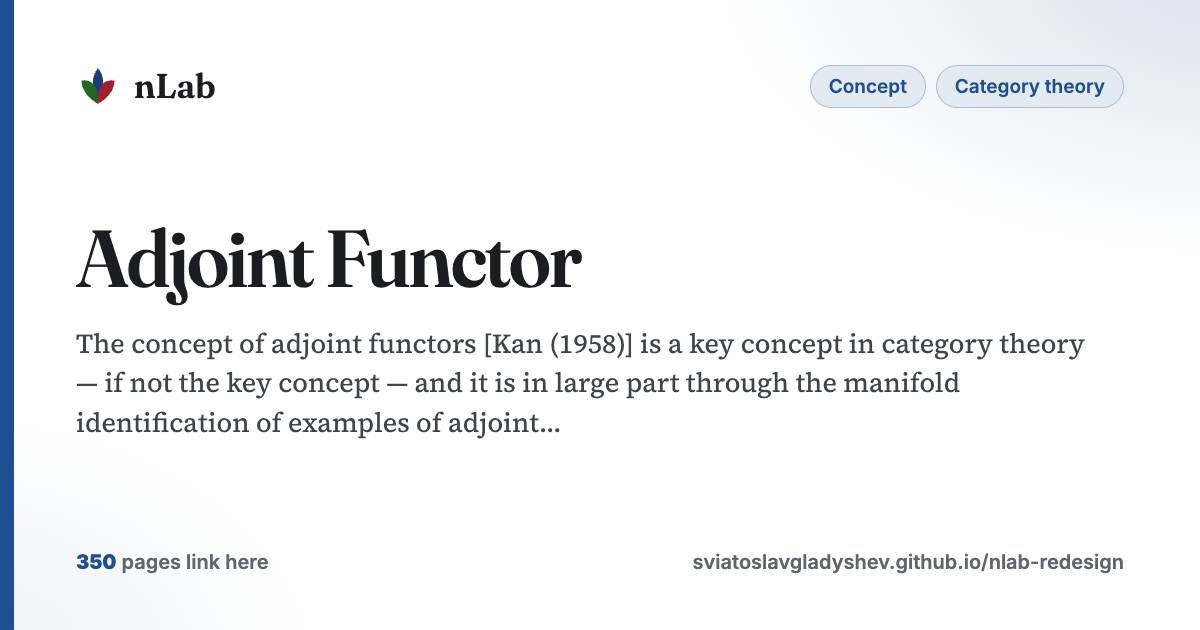 nLab
Concept
Category theory
Adjoint Functor
The concept of adjoint functors [Kan (1958)] is a key concept in category theory
— if not the key concept — and it is in large part through the manifold
identification of examples of adjoint...
350 pages link here
sviatoslavgladyshev.github.io/nlab-redesign